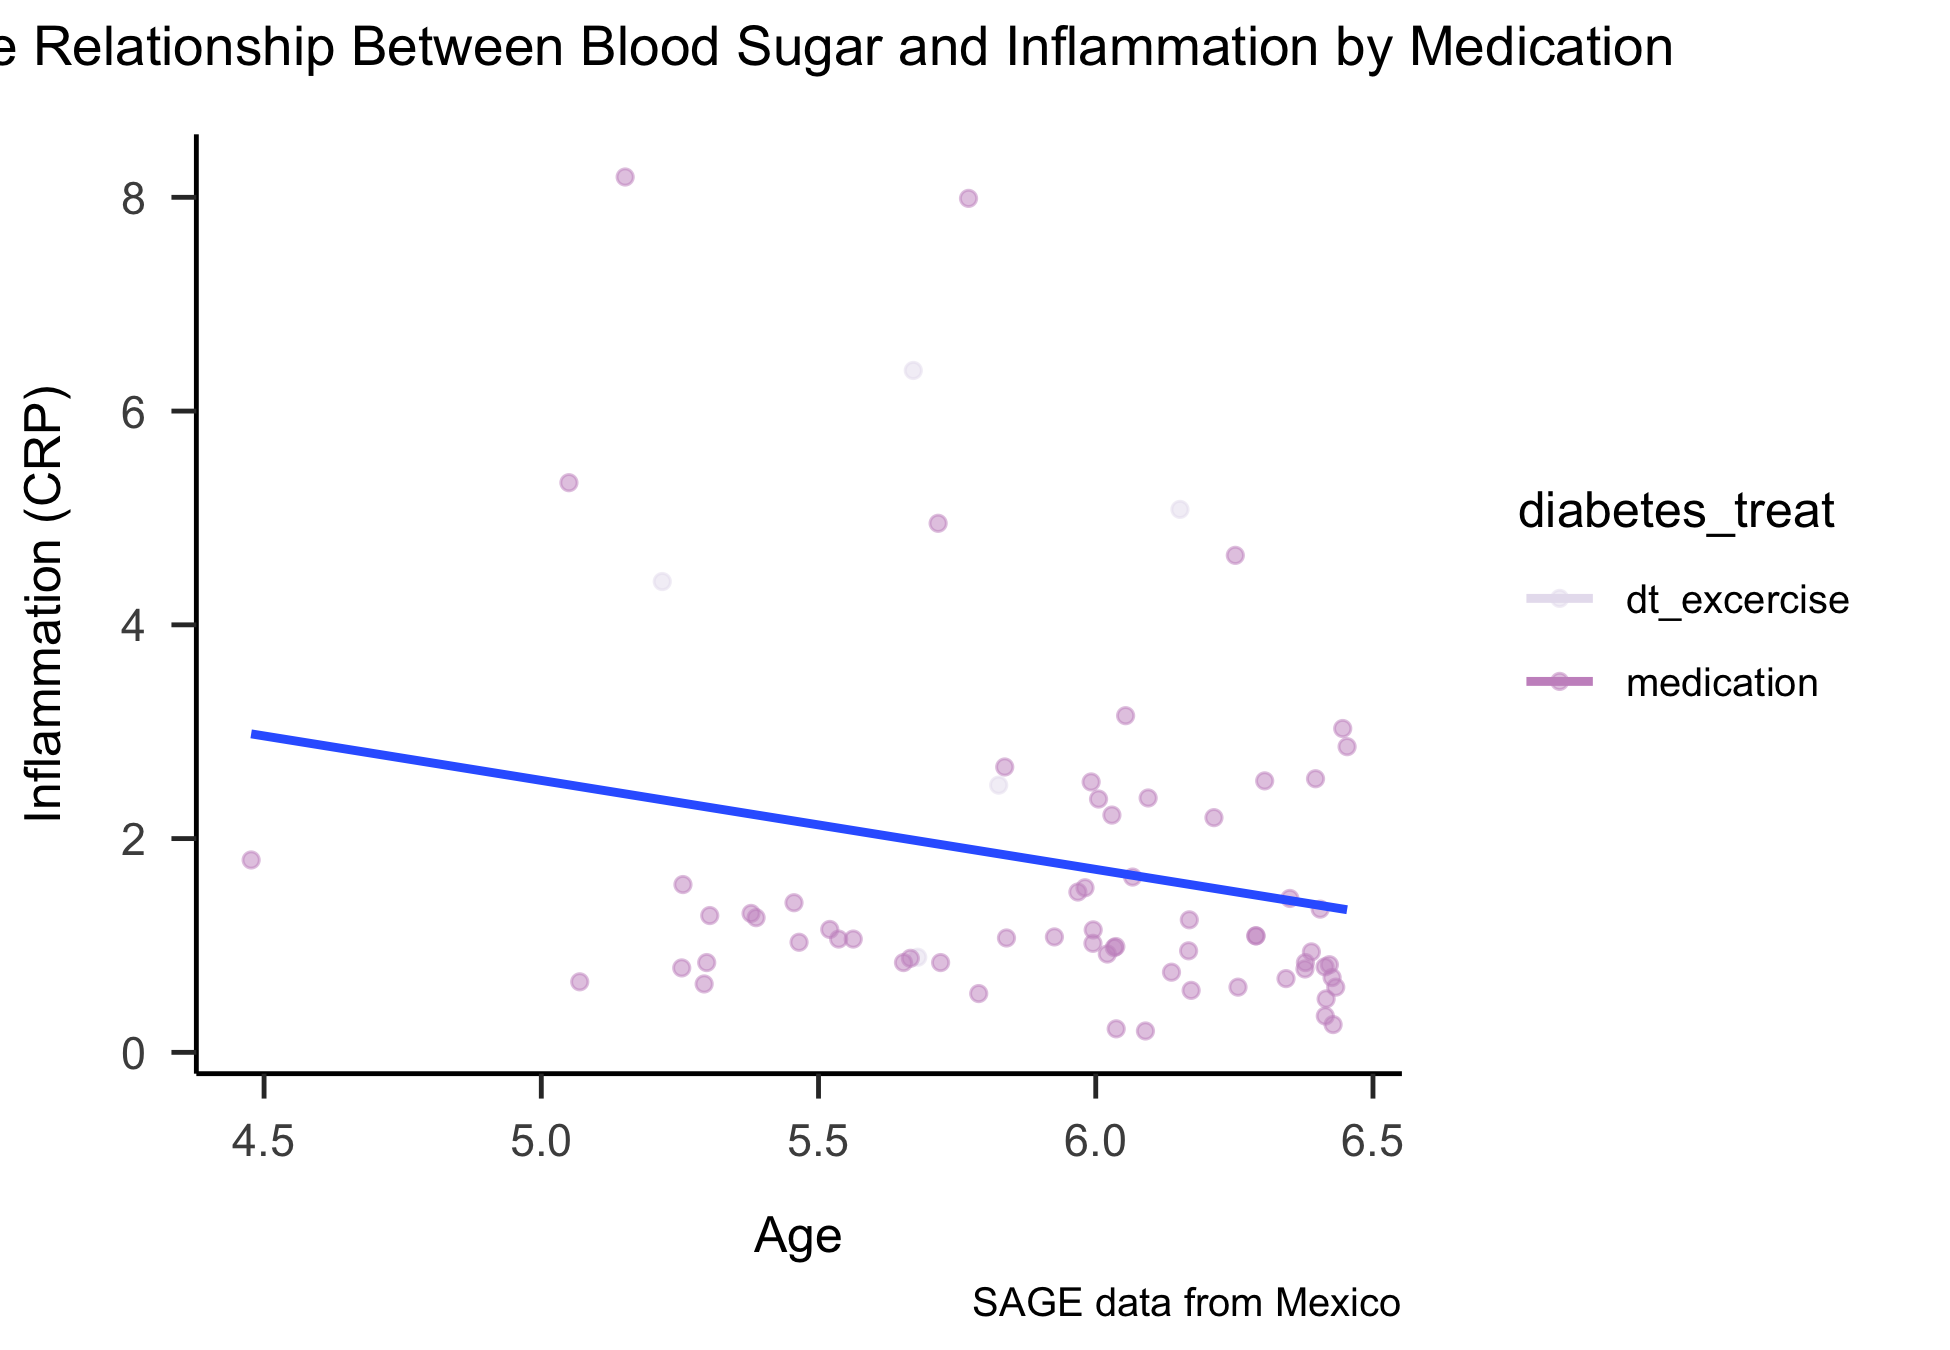 e Relationship Between Blood Sugar and Inflammation by Medication
8
6
4
2
0
Inflammation (CRP)
diabetes_treat
dt_excercise
medication
4.5 5.0 5.5 6.0 6.5
Age
SAGE data from Mexico